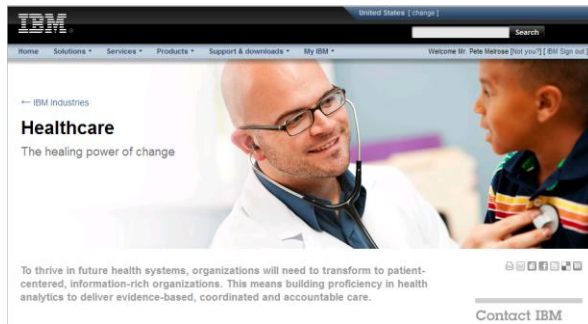 United States [ change ]
IBM®
Search
Home Solutions Services Products Support & downloads My IBM Welcome Mr. Pete Melrose [Not you?] [ IBM Sign out ]
← IBM Industries
Healthcare
The healing power of change
To thrive in future health systems, organizations will need to transform to patient-
centered, information-rich organizations. This means building proficiency in health
analytics to deliver evidence-based, coordinated and accountable care.
Contact IBM